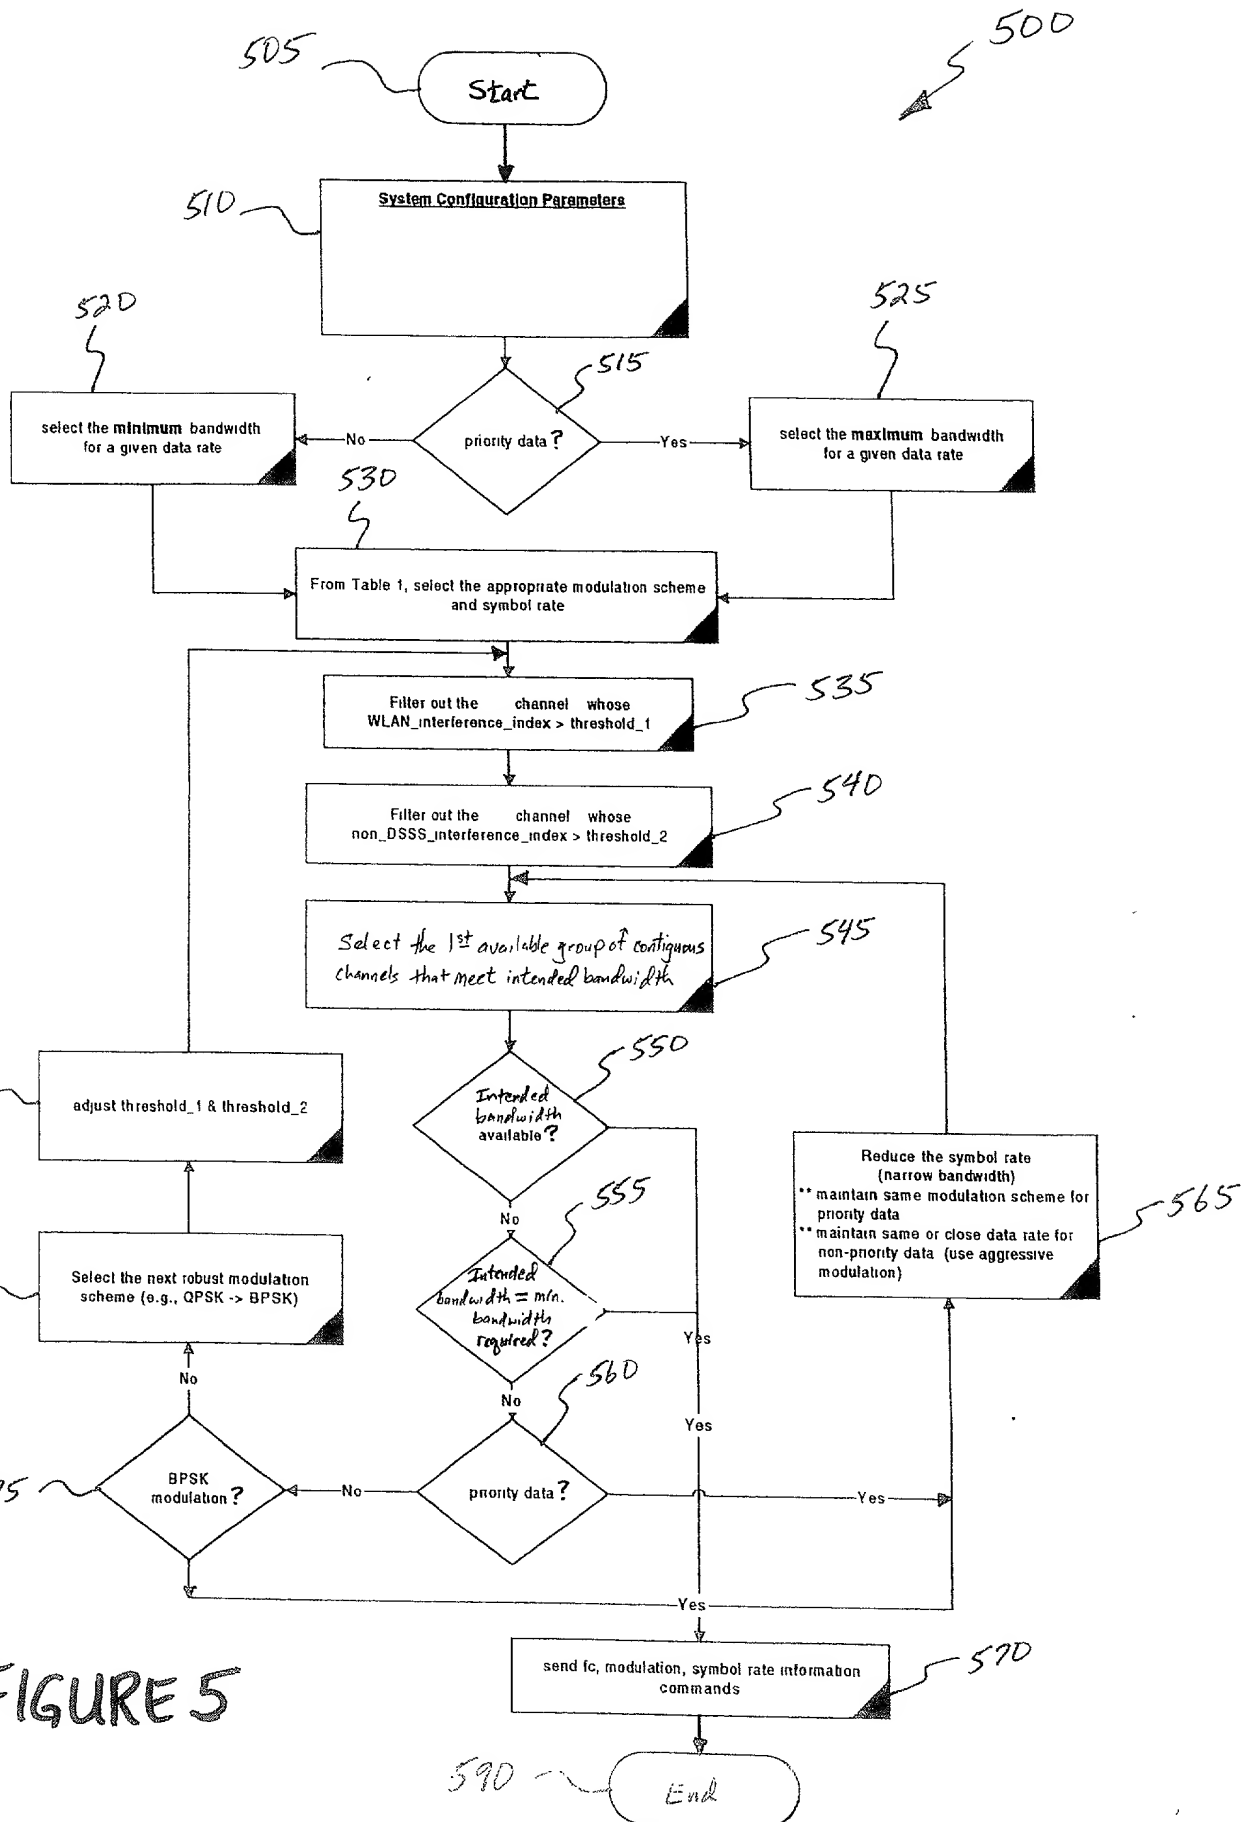 500
505
Start
510
System Configuration Parameters
520
525
515
select the minimum bandwidth
for a given data rate
No
priority data?
Yes
select the maximum bandwidth
for a given data rate
530
From Table 1, select the appropriate modulation scheme
and symbol rate
535
Filter out the channel whose
WLAN_interference_index > threshold_1
540
Filter out the channel whose
non_DSSS_interference_index > threshold_2
545
Select the 1st available group of contiguous
channels that meet intended bandwidth
550
Intended
bandwidth
available?
adjust threshold_1 & threshold_2
Reduce the symbol rate
(narrow bandwidth)
** maintain same modulation scheme for
priority data
** maintain same or close data rate for
non-priority data (use aggressive
modulation)
565
No
555
Select the next robust modulation
scheme (e.g., QPSK -> BPSK)
Intended
bandwidth = min.
bandwidth
required?
Yes
560
No
No
Yes
BPSK
modulation?
No
priority data?
Yes
5
Yes
send fc, modulation, symbol rate information
commands
570
FIGURE 5
590
End